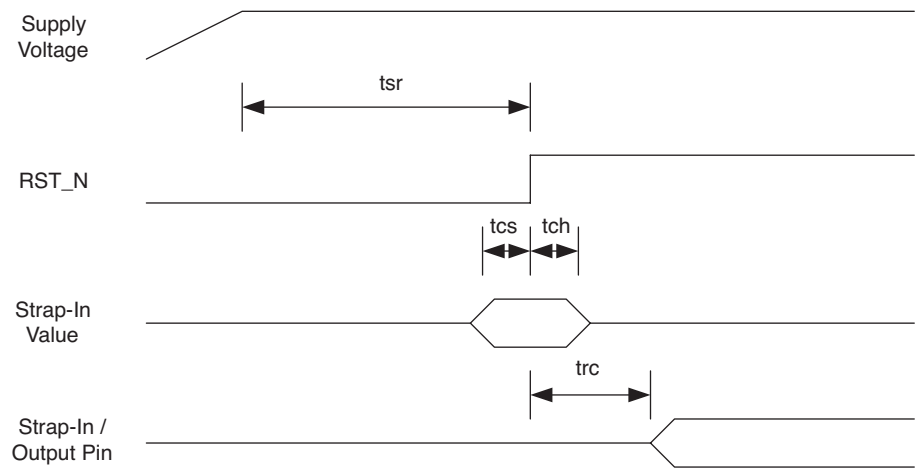 Supply
Voltage
tsr
RST_N
tcs
tch
Strap-In
Value
trc
Strap-In /
Output Pin